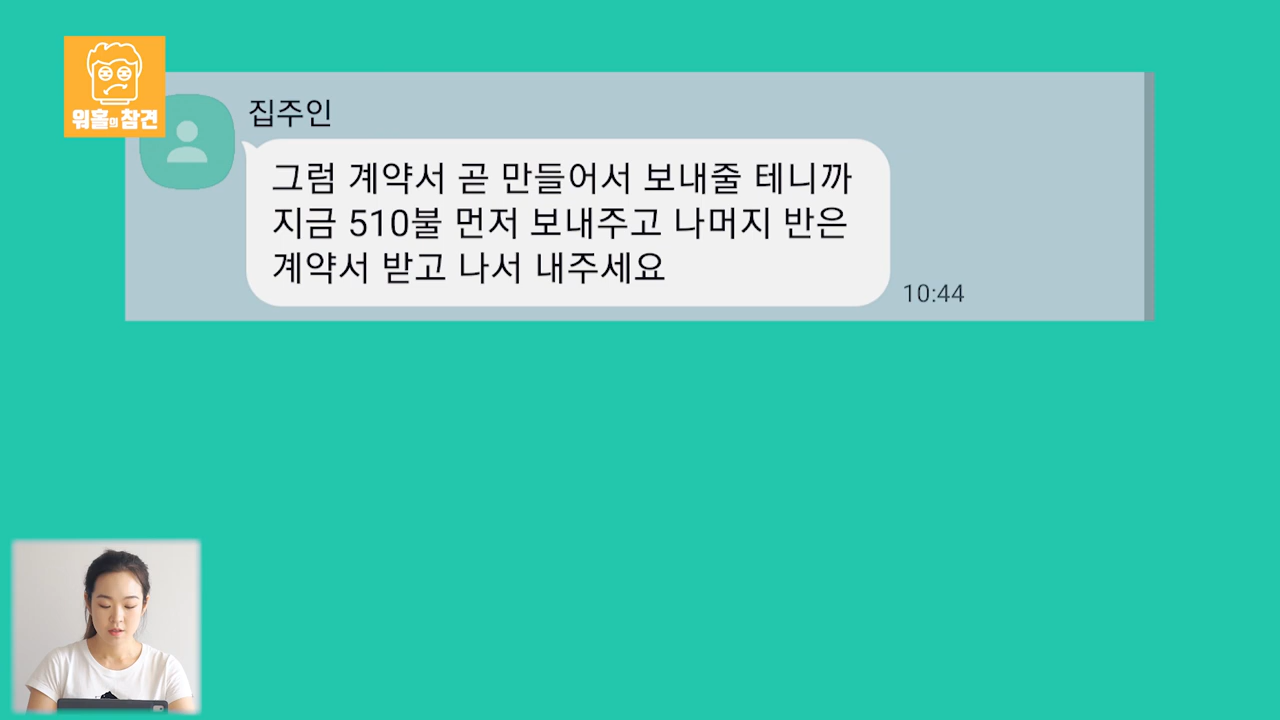 워홀의 참견
집주인
그럼 계약서 곧 만들어서 보내줄 테니까
지금 510불 먼저 보내주고 나머지 반은
계약서 받고 나서 내주세요
10:44